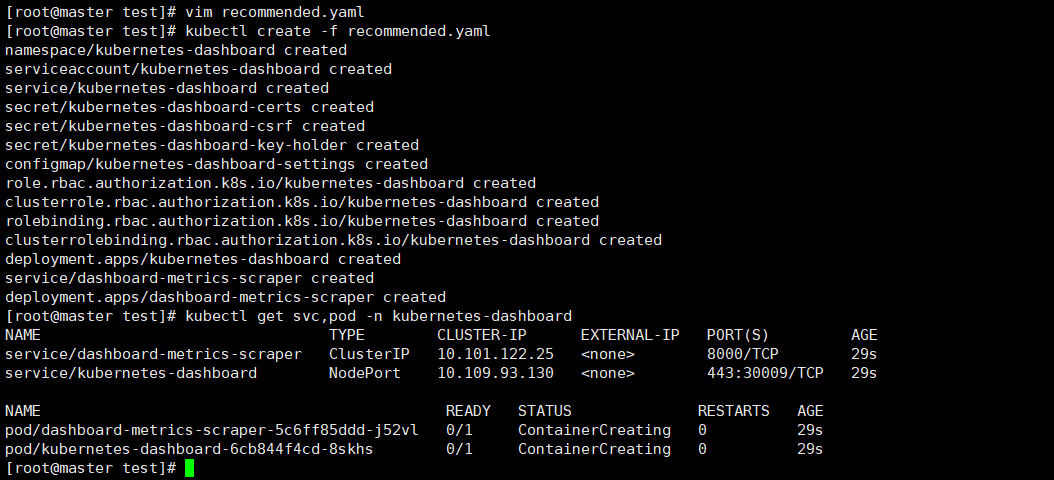 [root@master test]# vim recommended.yaml
[root@master test]# kubectl create -f recommended.yaml
namespace/kubernetes-dashboard created
serviceaccount/kubernetes-dashboard created
service/kubernetes-dashboard created
secret/kubernetes-dashboard-certs created
secret/kubernetes-dashboard-csrf created
secret/kubernetes-dashboard-key-holder created
configmap/kubernetes-dashboard-settings created
role.rbac.authorization.k8s.io/kubernetes-dashboard created
clusterrole.rbac.authorization.k8s.io/kubernetes-dashboard created
rolebinding.rbac.authorization.k8s.io/kubernetes-dashboard created
clusterrolebinding.rbac.authorization.k8s.io/kubernetes-dashboard created
deployment.apps/kubernetes-dashboard created
service/dashboard-metrics-scraper created
deployment.apps/dashboard-metrics-scraper created
[root@master test]# kubectl get svc,pod -n kubernetes-dashboard
NAME                                TYPE        CLUSTER-IP      EXTERNAL-IP   PORT(S)         AGE
service/dashboard-metrics-scraper   ClusterIP   10.101.122.25   <none>        8000/TCP        29s
service/kubernetes-dashboard        NodePort    10.109.93.130   <none>        443:30009/TCP   29s

NAME                                             READY   STATUS              RESTARTS   AGE
pod/dashboard-metrics-scraper-5c6ff85ddd-j52vl   0/1     ContainerCreating   0          29s
pod/kubernetes-dashboard-6cb844f4cd-8skhs        0/1     ContainerCreating   0          29s
[root@master test]#